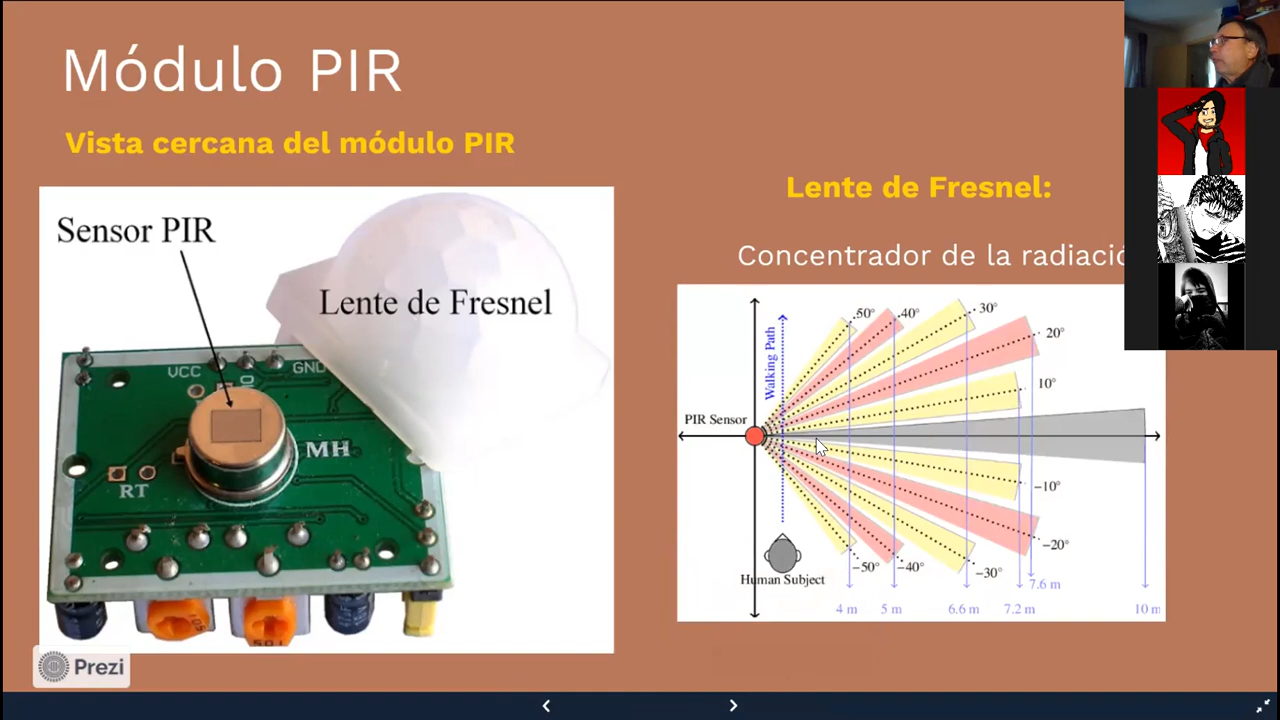 Módulo PIR
Vista cercana del módulo PIR
Sensor PIR
Lente de Fresnel
VCC
GND
MH
RT
105
Prezi
Lente de Fresnel:
Concentrador de la radiació
50°
40°
30°
20°
10°
Walking Path
PIR Sensor
−10°
−20°
−30°
−40°
−50°
Human Subject
7.6 m
4 m
5 m
6.6 m
7.2 m
10 m